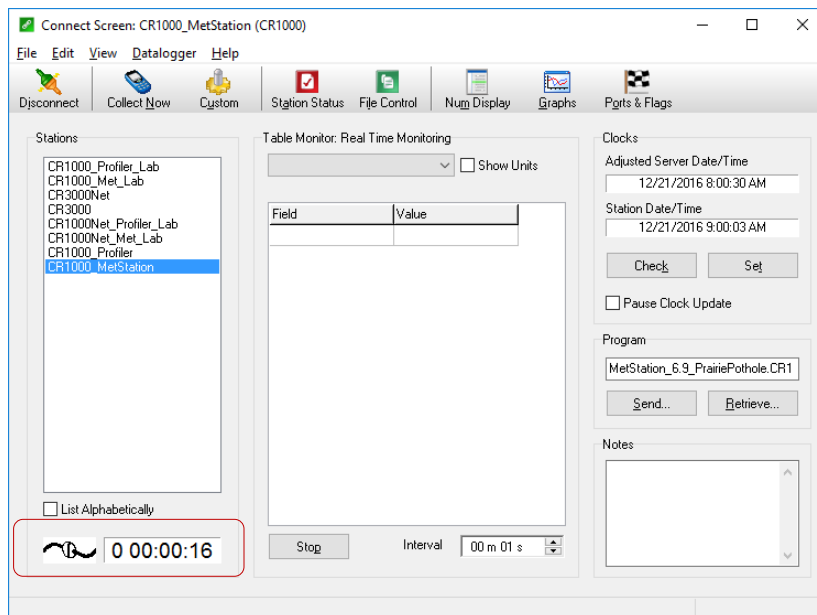 Connect Screen: CR1000_MetStation (CR1000)
File Edit View Datalogger Help
Disconnect Collect Now Custom Station Status File Control Num Display Graphs Ports & Flags
Stations
CR1000_Profiler_Lab
CR1000_Met_Lab
CR3000Net
CR3000
CR1000Net_Profiler_Lab
CR1000Net_Met_Lab
CR1000_Profiler
CR1000_MetStation
List Alphabetically
0 00:00:16
Table Monitor: Real Time Monitoring
Show Units
Field Value
Stop Interval 00 m 01 s
Clocks
Adjusted Server Date/Time
12/21/2016 8:00:30 AM
Station Date/Time
12/21/2016 9:00:03 AM
Check Set
Pause Clock Update
Program
MetStation_6.9_PrairiePothole.CR1
Send... Retrieve...
Notes